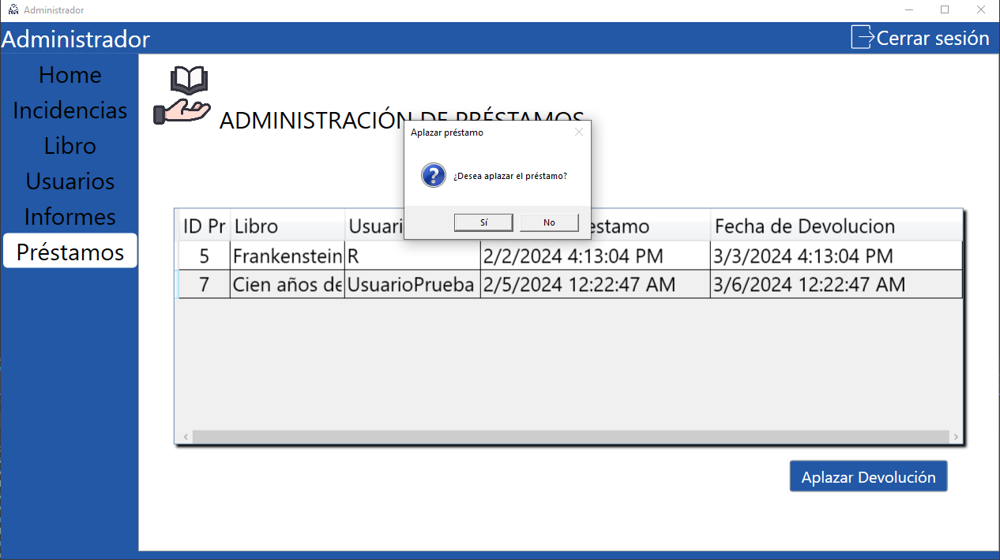 Administrador
Administrador
Cerrar sesión
Home
Incidencias
Libro
Usuarios
Informes
Préstamos
ADMINISTRACIÓN DE PRÉSTAMOS
Aplazar préstamo
¿Desea aplazar el préstamo?
Sí No
ID Pr Libro Usuari estamo Fecha de Devolucion
5 Frankenstein R 2/2/2024 4:13:04 PM 3/3/2024 4:13:04 PM
7 Cien años de UsuarioPrueba 2/5/2024 12:22:47 AM 3/6/2024 12:22:47 AM
Aplazar Devolución